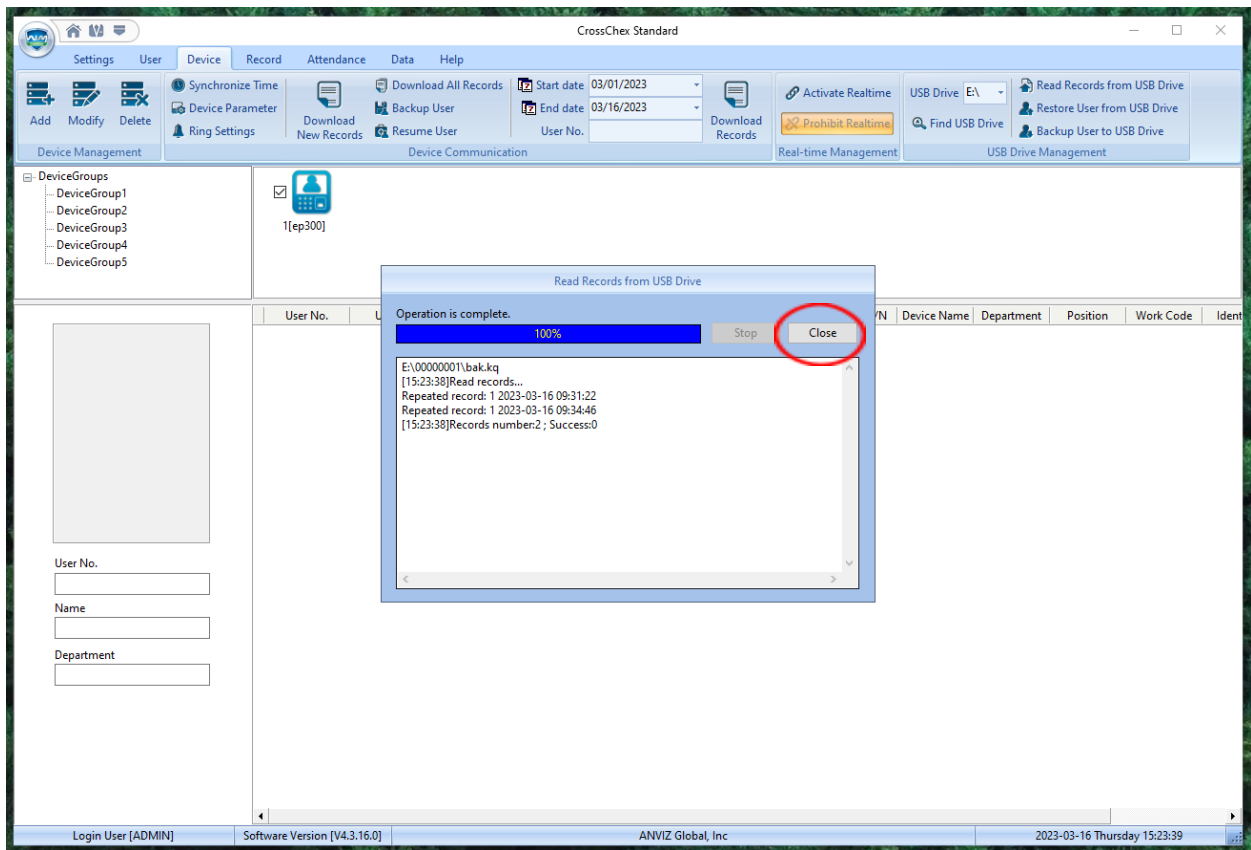 CrossChex Standard
Settings User Device Record Attendance Data Help
Add Modify Delete
Device Management
Synchronize Time
Device Parameter
Ring Settings
Download
New Records
Download All Records
Backup User
Resume User
Start date 03/01/2023
End date 03/16/2023
User No.
Download
Records
Device Communication
Activate Realtime
Prohibit Realtime
Real-time Management
USB Drive E:\
Find USB Drive
Read Records from USB Drive
Restore User from USB Drive
Backup User to USB Drive
USB Drive Management
DeviceGroups
DeviceGroup1
DeviceGroup2
DeviceGroup3
DeviceGroup4
DeviceGroup5
1[ep300]
User No. U /N Device Name Department Position Work Code Ident
Read Records from USB Drive
Operation is complete.
100% Stop Close
E:\00000001\bak.kq
[15:23:38]Read records...
Repeated record: 1 2023-03-16 09:31:22
Repeated record: 1 2023-03-16 09:34:46
[15:23:38]Records number:2 ; Success:0
User No.
Name
Department
Login User [ADMIN] Software Version [V4.3.16.0] ANVIZ Global, Inc 2023-03-16 Thursday 15:23:39